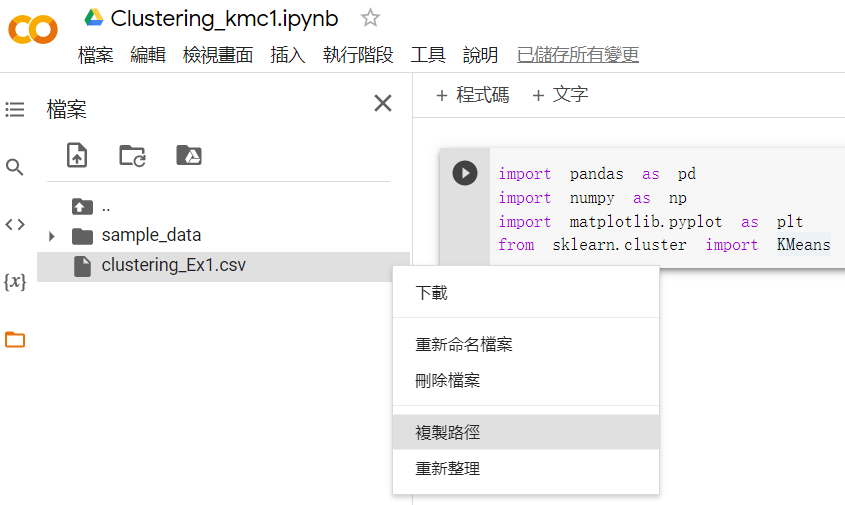 Clustering_kmc1.ipynb
檔案 編輯 檢視畫面 插入 執行階段 工具 說明 已儲存所有變更
檔案
+ 程式碼 + 文字
..
sample_data
clustering_Ex1.csv
{x}
import pandas as pd
import numpy as np
import matplotlib.pyplot as plt
from sklearn.cluster import KMeans
下載
重新命名檔案
刪除檔案
複製路徑
重新整理